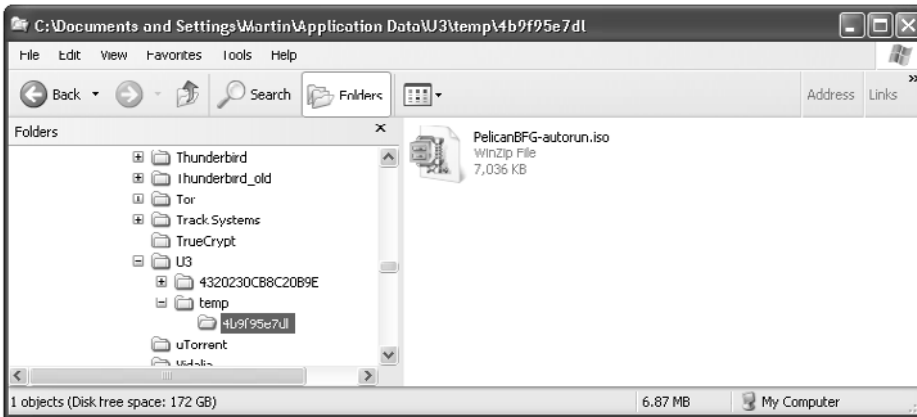 C:\Documents and Settings\Martin\Application Data\U3\temp\4b9f95e7dl
File Edit View Favorites Tools Help
Back Search Folders Address Links »
Folders ×
Thunderbird
Thunderbird_old
Tor
Track Systems
TrueCrypt
U3
4320230CB8C20B9E
temp
4b9f95e7dl
uTorrent
Vidalia
PelicanBFG-autorun.iso
WinZip File
7,036 KB
1 objects (Disk free space: 172 GB) 6.87 MB My Computer